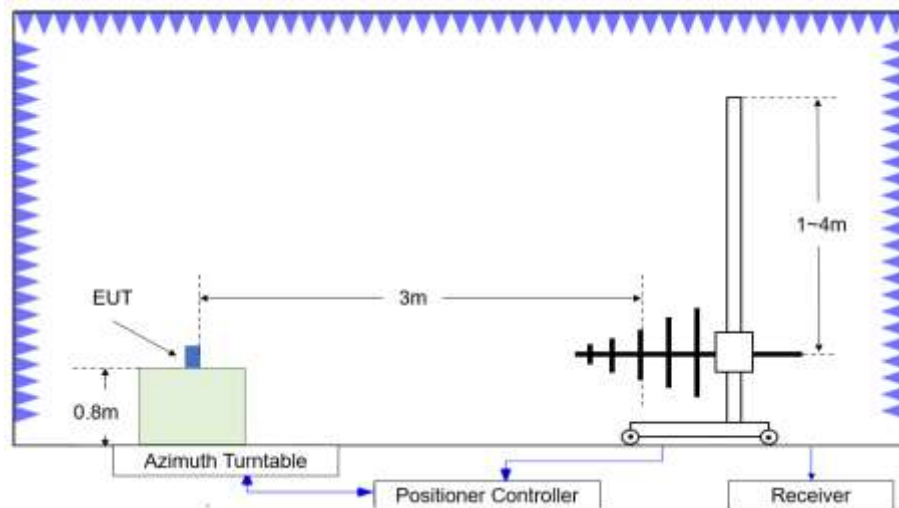 1~4m
EUT
3m
0.8m
Azimuth Turntable
Positioner Controller
Receiver